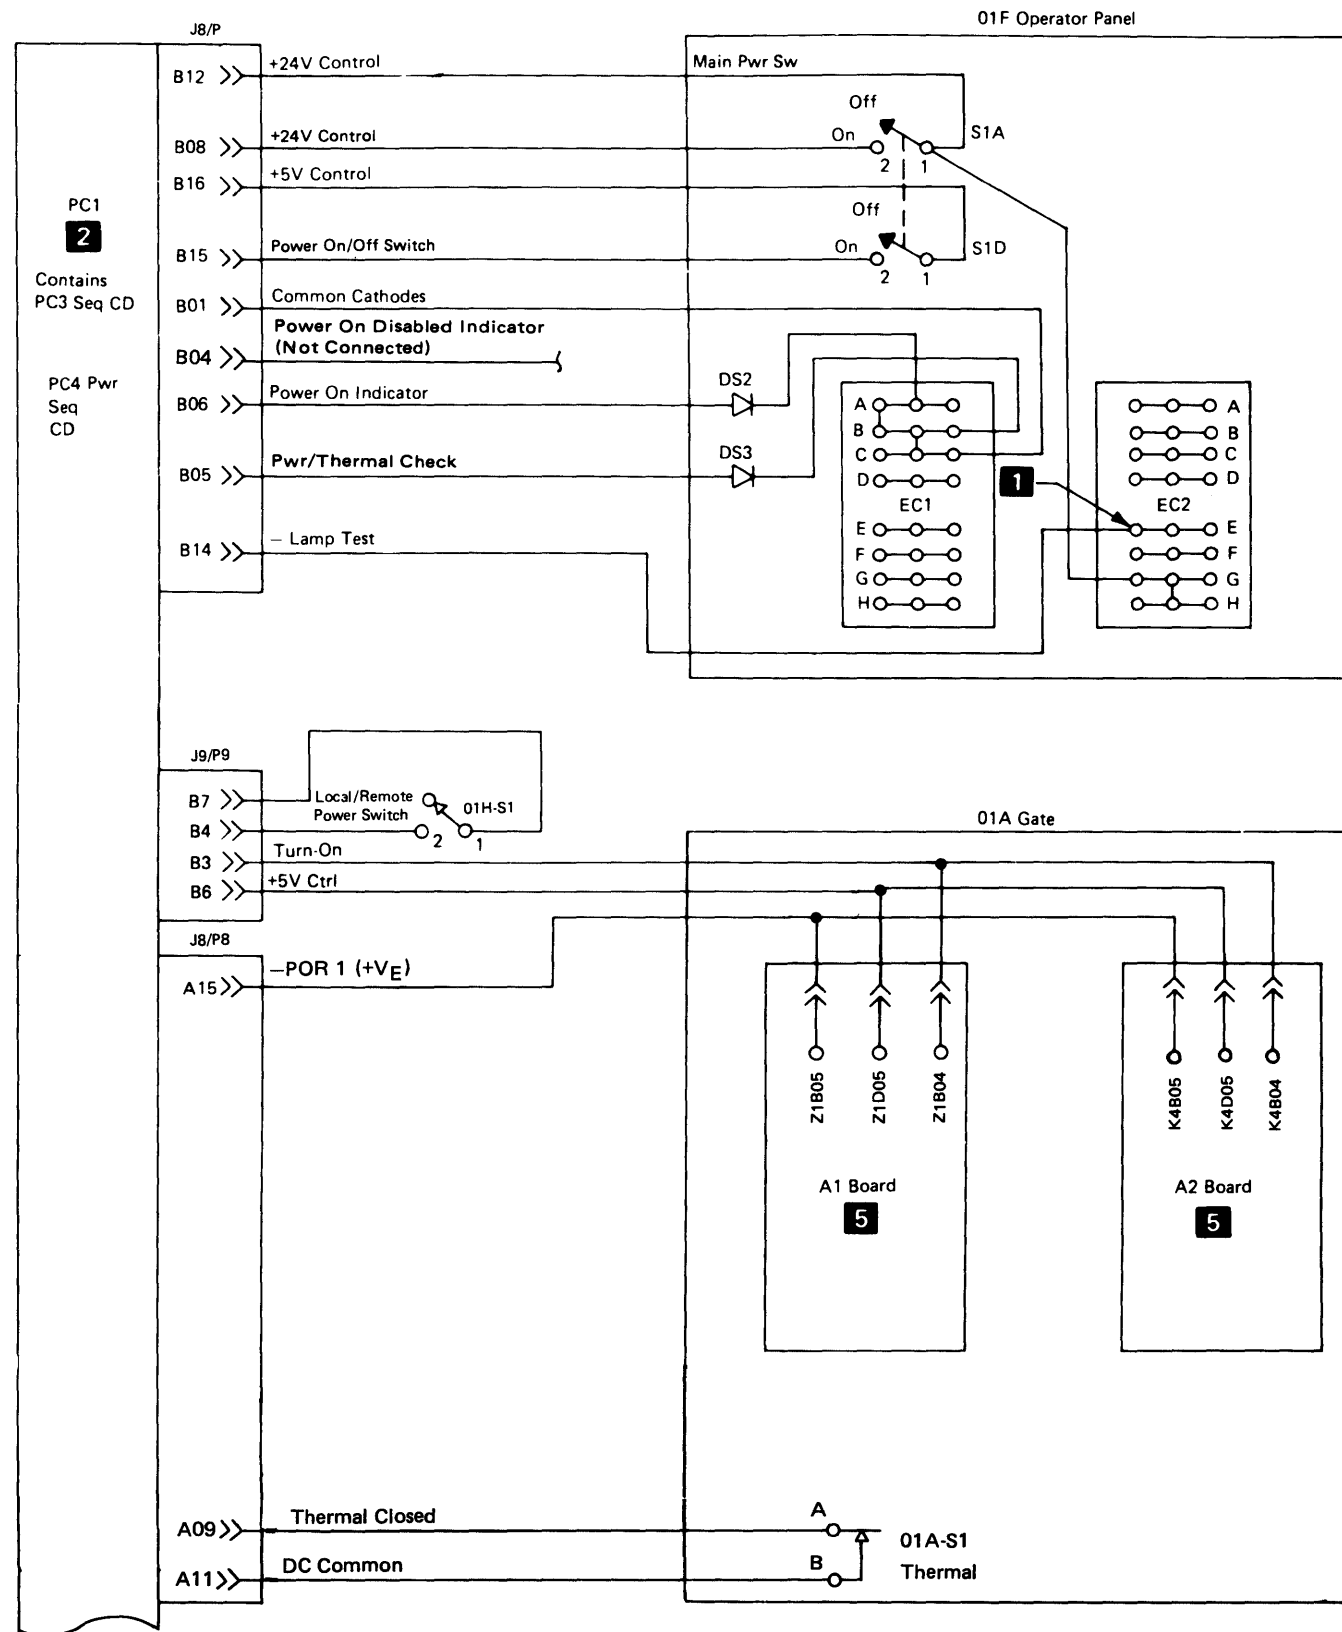 01F Operator Panel
J8/P
B12 +24V Control
Main Pwr Sw
Off
B08 +24V Control
On
2
1
S1A
B16 +5V Control
PC1
2
Contains
PC3 Seq CD
PC4 Pwr
Seq
CD
Off
B15 Power On/Off Switch
On
2
1
S1D
B01 Common Cathodes
Power On Disabled Indicator
B04 (Not Connected)
B06 Power On Indicator
DS2
B05 Pwr/Thermal Check
DS3
B14 – Lamp Test
A
B
C
D
EC1
E
F
G
H
1
A
B
C
D
EC2
E
F
G
H
J9/P9
B7
Local/Remote
Power Switch
01H-S1
B4
2
1
B3 Turn-On
B6 +5V Ctrl
01A Gate
J8/P8
A15 –POR 1 (+VE)
Z1B05
Z1D05
Z1B04
A1 Board
5
K4B05
K4D05
K4B04
A2 Board
5
A09 Thermal Closed
A
A11 DC Common
B
01A-S1
Thermal